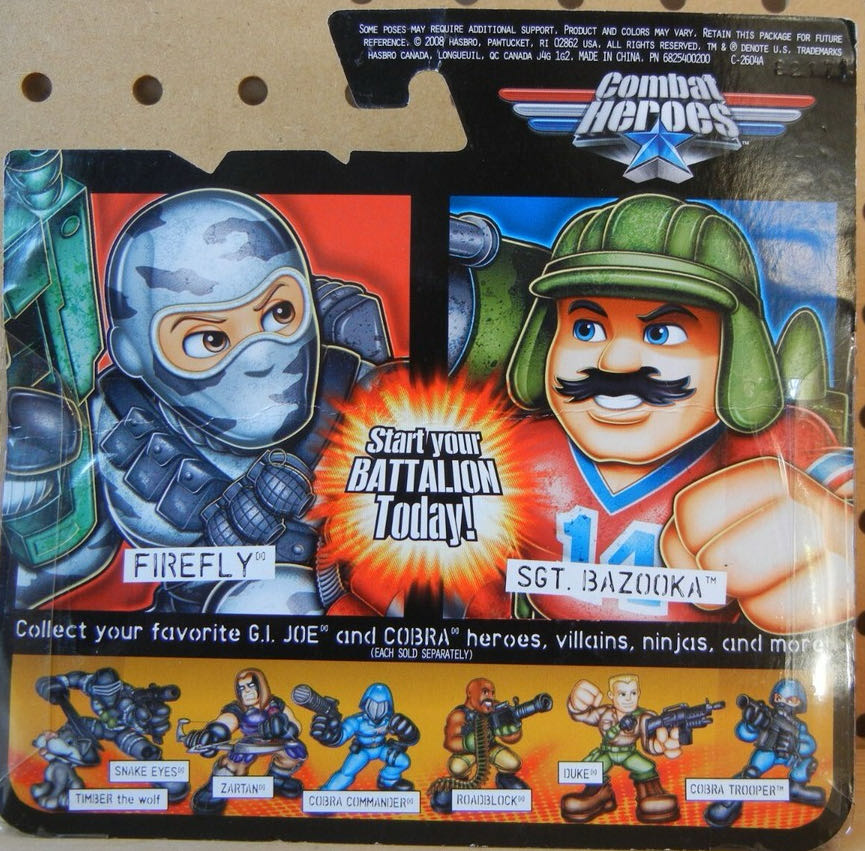 SOME POSES MAY REQUIRE ADDITIONAL SUPPORT. PRODUCT AND COLORS MAY VARY. RETAIN THIS PACKAGE FOR FUTURE
REFERENCE. © 2008 HASBRO, PAWTUCKET, RI 02862 USA. ALL RIGHTS RESERVED. TM & ® DENOTE U.S. TRADEMARKS
HASBRO CANADA, LONGUEUIL, QC CANADA J4G 1G2. MADE IN CHINA. PN 6825400200 C-2604A
Combat
Heroes™
Start your
BATTALION
Today!
14
FIREFLY
SGT. BAZOOKA™
Collect your favorite G.I. JOE and COBRA heroes, villains, ninjas, and more
(EACH SOLD SEPARATELY)
SNAKE EYES
TIMBER the wolf
ZARTAN
COBRA COMMANDER
ROADBLOCK
DUKE
COBRA TROOPER™